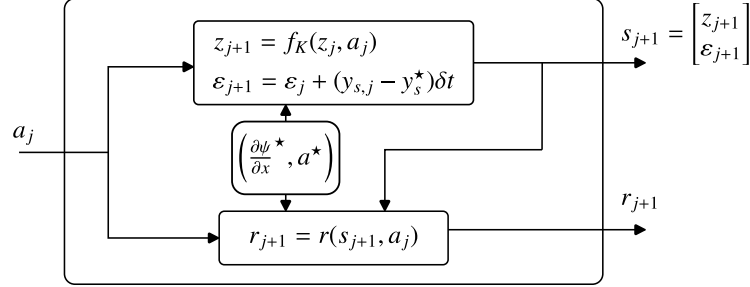 z_{j+1} = f_K(z_j, a_j)
ε_{j+1} = ε_j + (y_{s,j} − y_s^⋆)δt
s_{j+1} = [z_{j+1}
ε_{j+1}]
a_j
(∂ψ/∂x^⋆, a^⋆)
r_{j+1} = r(s_{j+1}, a_j)
r_{j+1}